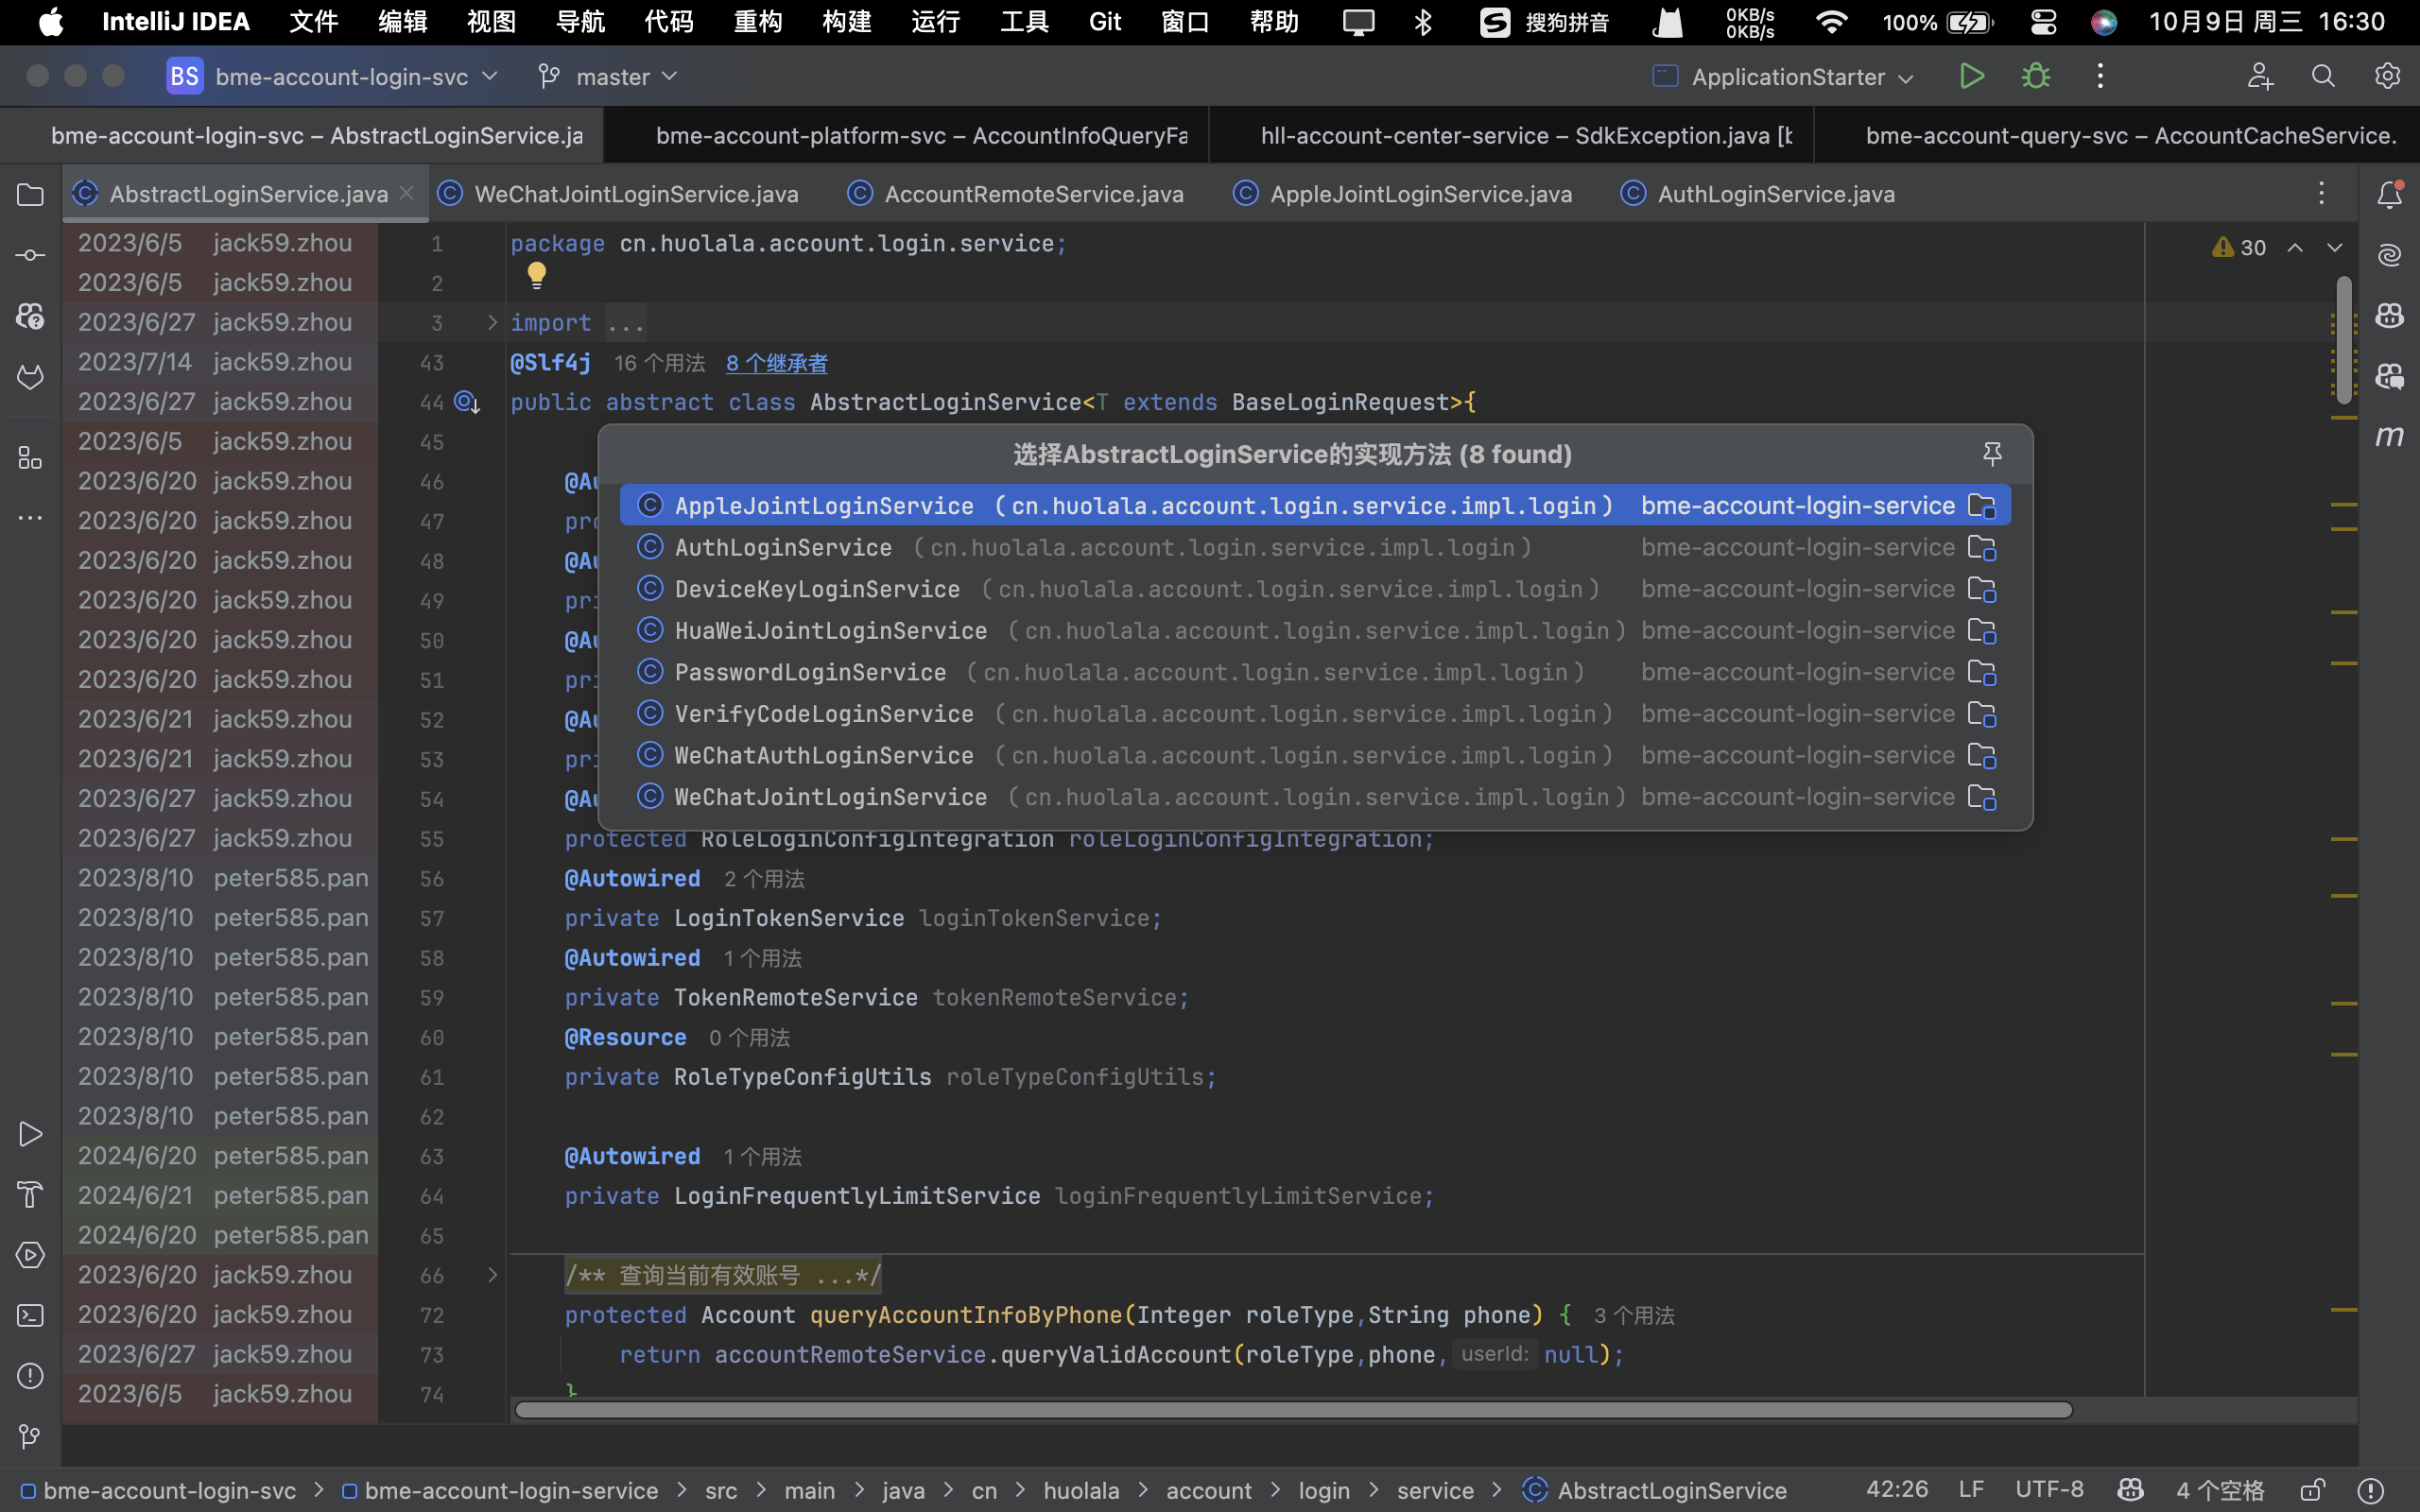 IntelliJ IDEA 文件 编辑 视图 导航 代码 重构 构建 运行 工具 Git 窗口 帮助 搜狗拼音 0KB/s 0KB/s 100% 10月9日 周三 16:30
BS bme-account-login-svc master ApplicationStarter
bme-account-login-svc – AbstractLoginService.ja bme-account-platform-svc – AccountInfoQueryFa hll-account-center-service – SdkException.java [b bme-account-query-svc – AccountCacheService.
AbstractLoginService.java WeChatJointLoginService.java AccountRemoteService.java AppleJointLoginService.java AuthLoginService.java
2023/6/5 jack59.zhou 1 package cn.huolala.account.login.service; 30
2023/6/5 jack59.zhou 2
2023/6/27 jack59.zhou 3 import ...
2023/7/14 jack59.zhou 43 @Slf4j 16 个用法 8 个继承者
2023/6/27 jack59.zhou 44 public abstract class AbstractLoginService<T extends BaseLoginRequest>{
2023/6/5 jack59.zhou 45
选择AbstractLoginService的实现方法 (8 found)
2023/6/20 jack59.zhou 46 @Au
AppleJointLoginService (cn.huolala.account.login.service.impl.login) bme-account-login-service
2023/6/20 jack59.zhou 47 pro
AuthLoginService (cn.huolala.account.login.service.impl.login) bme-account-login-service
2023/6/20 jack59.zhou 48 @Au
DeviceKeyLoginService (cn.huolala.account.login.service.impl.login) bme-account-login-service
2023/6/20 jack59.zhou 49 pri
HuaWeiJointLoginService (cn.huolala.account.login.service.impl.login) bme-account-login-service
2023/6/20 jack59.zhou 50 @Au
PasswordLoginService (cn.huolala.account.login.service.impl.login) bme-account-login-service
2023/6/20 jack59.zhou 51 pri
VerifyCodeLoginService (cn.huolala.account.login.service.impl.login) bme-account-login-service
2023/6/21 jack59.zhou 52 @Au
WeChatAuthLoginService (cn.huolala.account.login.service.impl.login) bme-account-login-service
2023/6/21 jack59.zhou 53 pri
WeChatJointLoginService (cn.huolala.account.login.service.impl.login) bme-account-login-service
2023/6/27 jack59.zhou 54 @Au
2023/6/27 jack59.zhou 55 protected RoleLoginConfigIntegration roleLoginConfigIntegration;
2023/8/10 peter585.pan 56 @Autowired 2 个用法
2023/8/10 peter585.pan 57 private LoginTokenService loginTokenService;
2023/8/10 peter585.pan 58 @Autowired 1 个用法
2023/8/10 peter585.pan 59 private TokenRemoteService tokenRemoteService;
2023/8/10 peter585.pan 60 @Resource 0 个用法
2023/8/10 peter585.pan 61 private RoleTypeConfigUtils roleTypeConfigUtils;
2023/8/10 peter585.pan 62
2024/6/20 peter585.pan 63 @Autowired 1 个用法
2024/6/21 peter585.pan 64 private LoginFrequentlyLimitService loginFrequentlyLimitService;
2024/6/20 peter585.pan 65
2023/6/20 jack59.zhou 66 /** 查询当前有效账号 ...*/
2023/6/20 jack59.zhou 72 protected Account queryAccountInfoByPhone(Integer roleType,String phone) { 3 个用法
2023/6/27 jack59.zhou 73 return accountRemoteService.queryValidAccount(roleType,phone, userId: null);
2023/6/5 jack59.zhou 74 }
bme-account-login-svc > bme-account-login-service > src > main > java > cn > huolala > account > login > service > AbstractLoginService 42:26 LF UTF-8 4 个空格